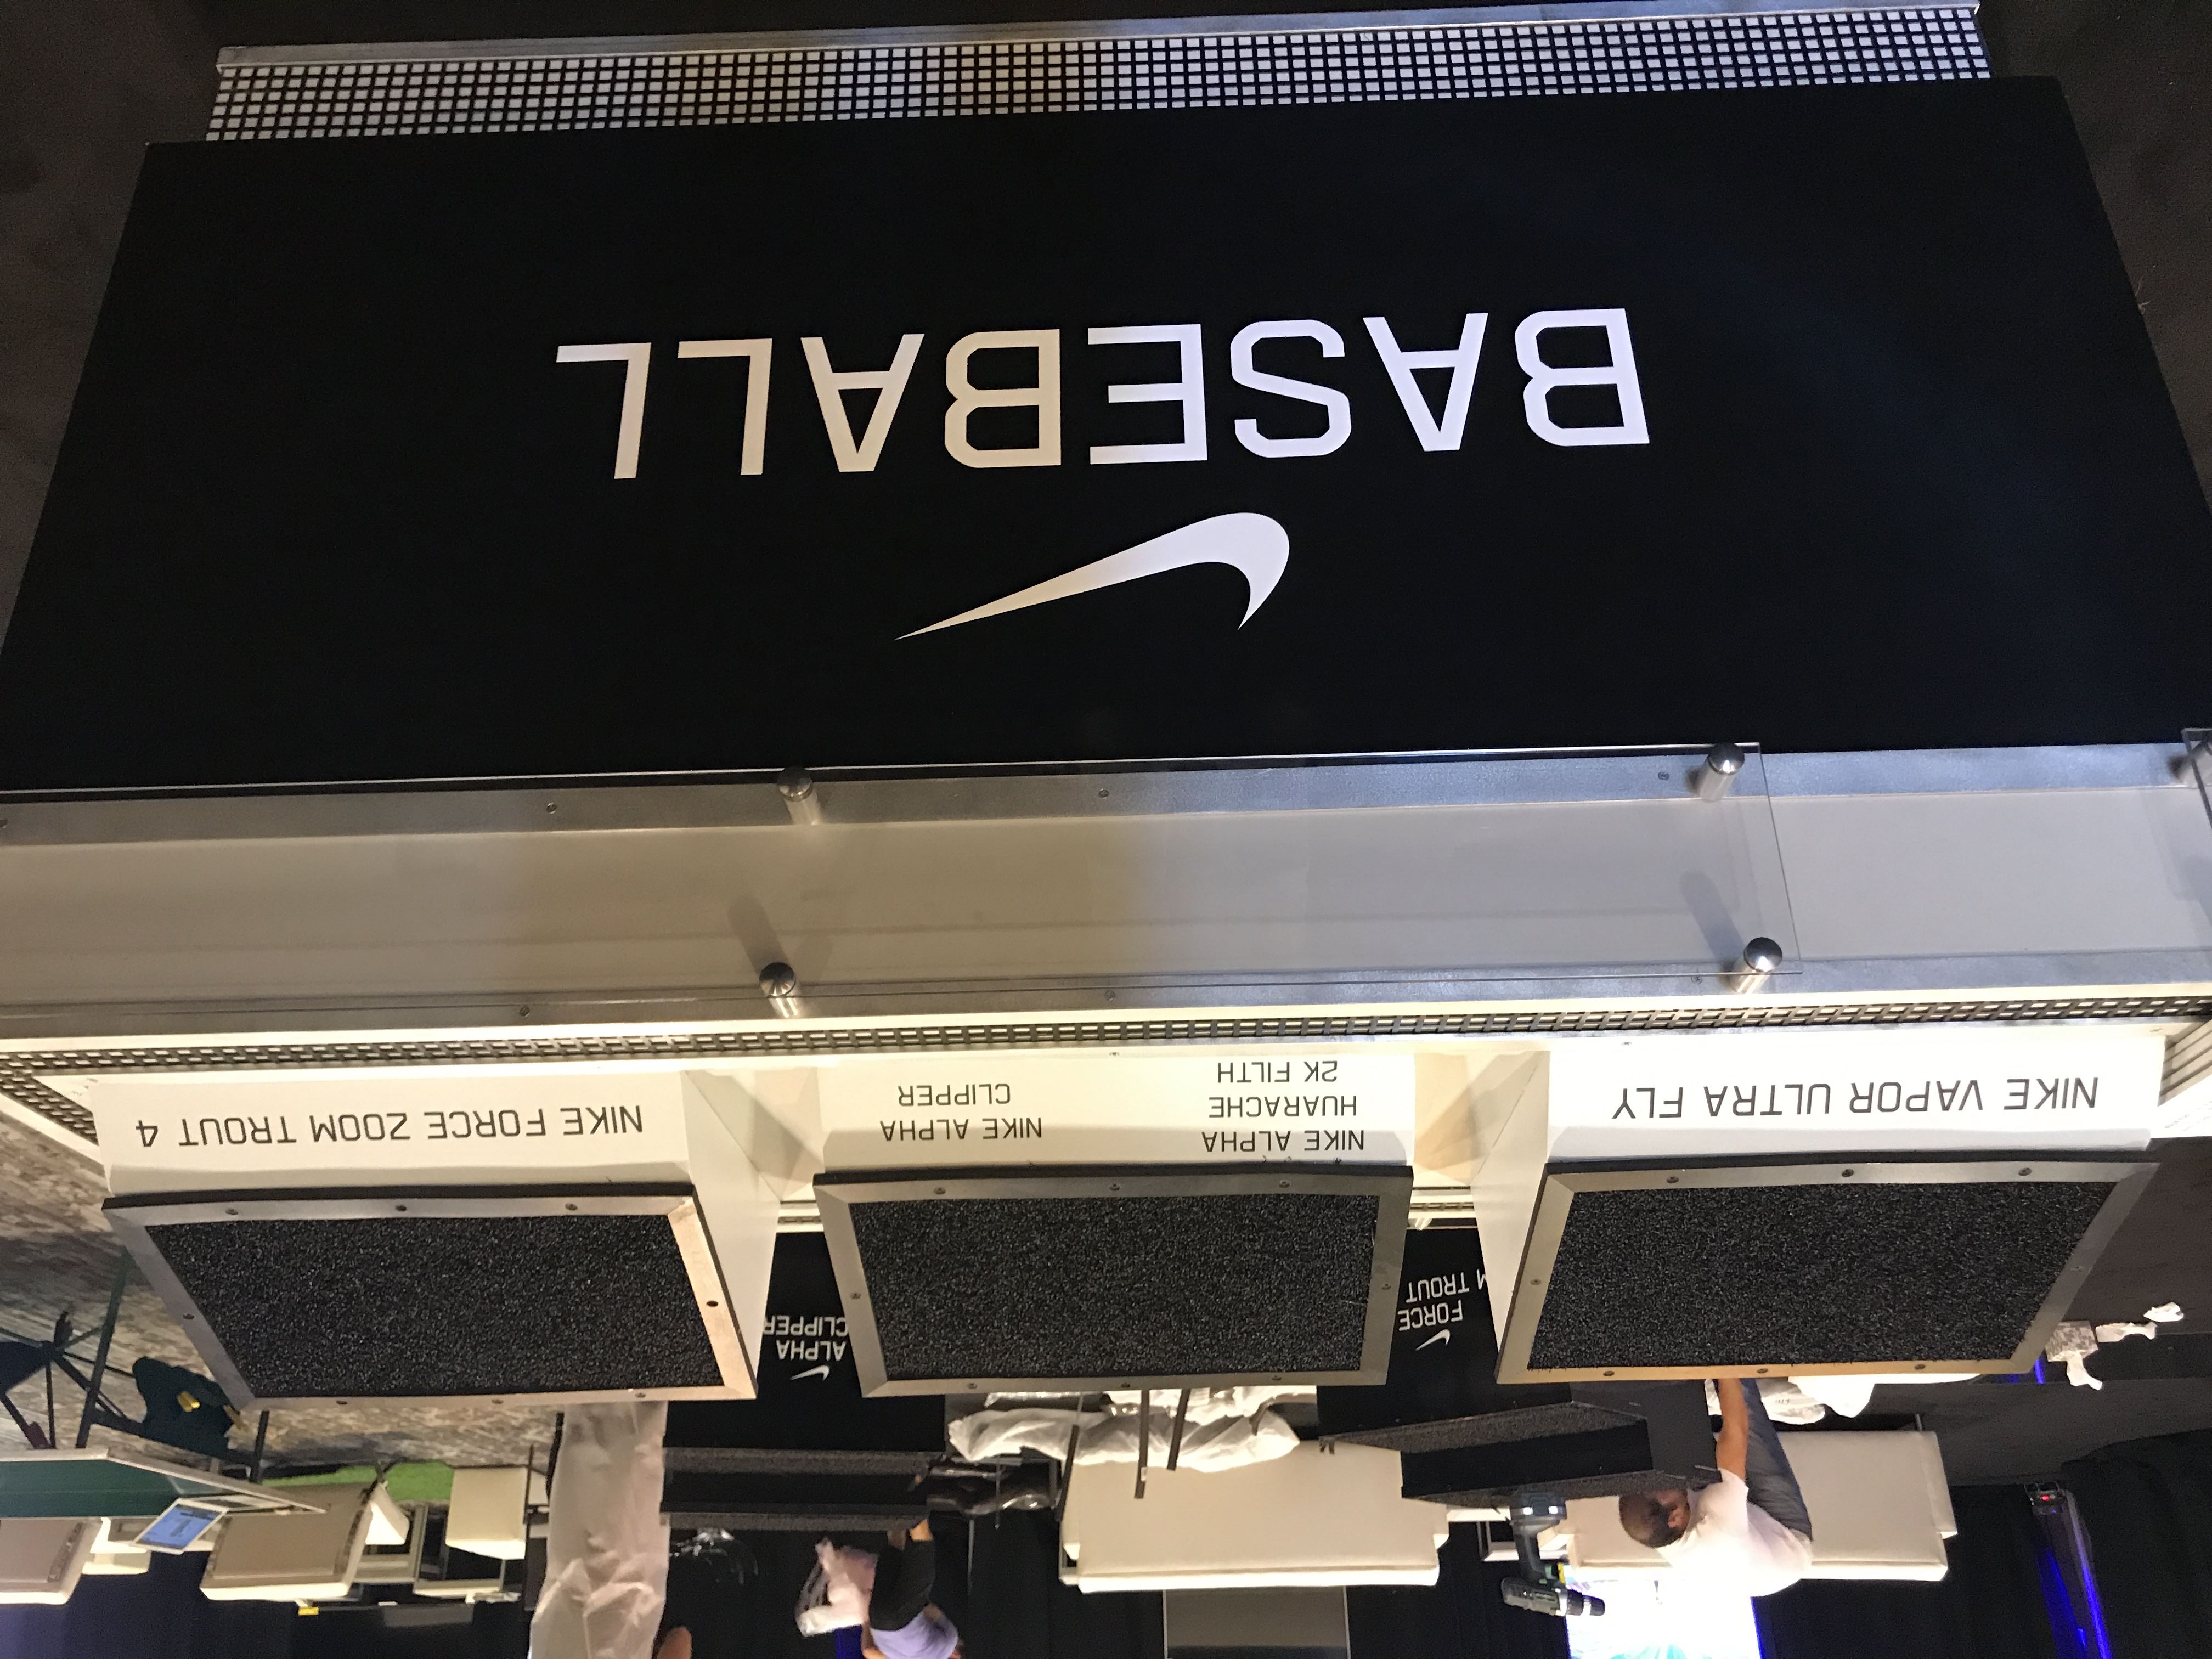 FORCE
M TROUT
ALPHA
CLIPPER
NIKE VAPOR ULTRA FLY
NIKE ALPHA
HUARACHE
2K FILTH
NIKE ALPHA
CLIPPER
NIKE FORCE ZOOM TROUT 4
BASEBALL